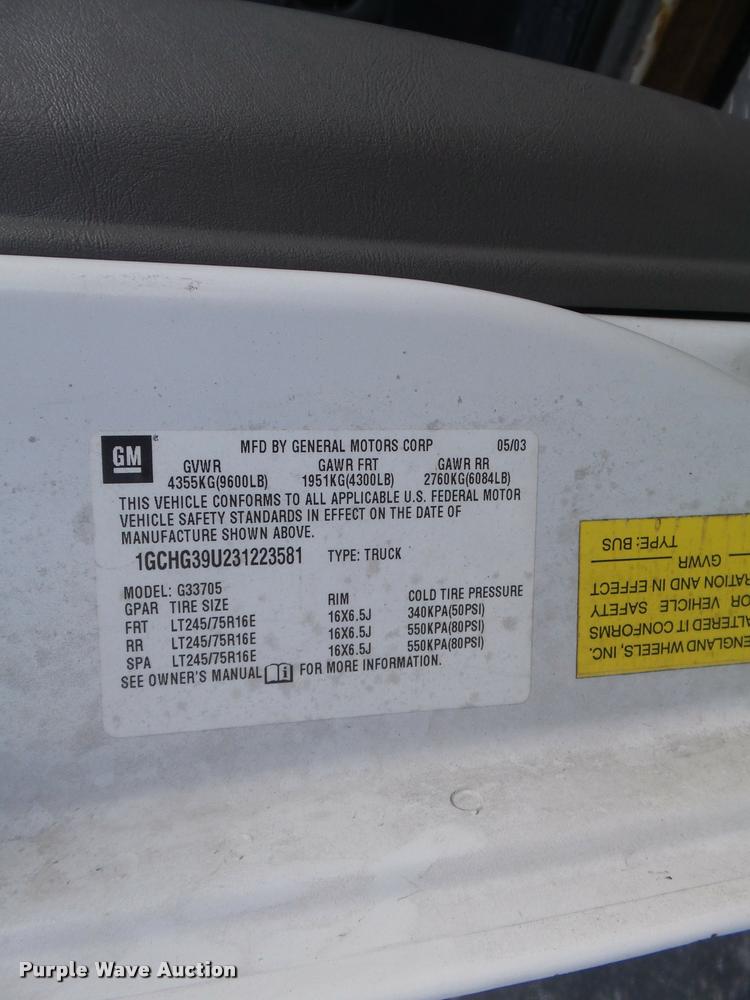 GM
MFD BY GENERAL MOTORS CORP 05/03
GVWR GAWR FRT GAWR RR
4355KG(9600LB) 1951KG(4300LB) 2760KG(6084LB)
THIS VEHICLE CONFORMS TO ALL APPLICABLE U.S. FEDERAL MOTOR
VEHICLE SAFETY STANDARDS IN EFFECT ON THE DATE OF
MANUFACTURE SHOWN ABOVE.
1GCHG39U231223581 TYPE: TRUCK
MODEL: G33705
GPAR TIRE SIZE RIM COLD TIRE PRESSURE
FRT LT245/75R16E 16X6.5J 340KPA(50PSI)
RR LT245/75R16E 16X6.5J 550KPA(80PSI)
SPA LT245/75R16E 16X6.5J 550KPA(80PSI)
SEE OWNER'S MANUAL i FOR MORE INFORMATION.
ENGLAND WHEELS, INC.
ALTERED IT CONFORMS
OR VEHICLE SAFETY
RATION AND IN EFFECT
GVWR
TYPE: BUS
Purple Wave Auction